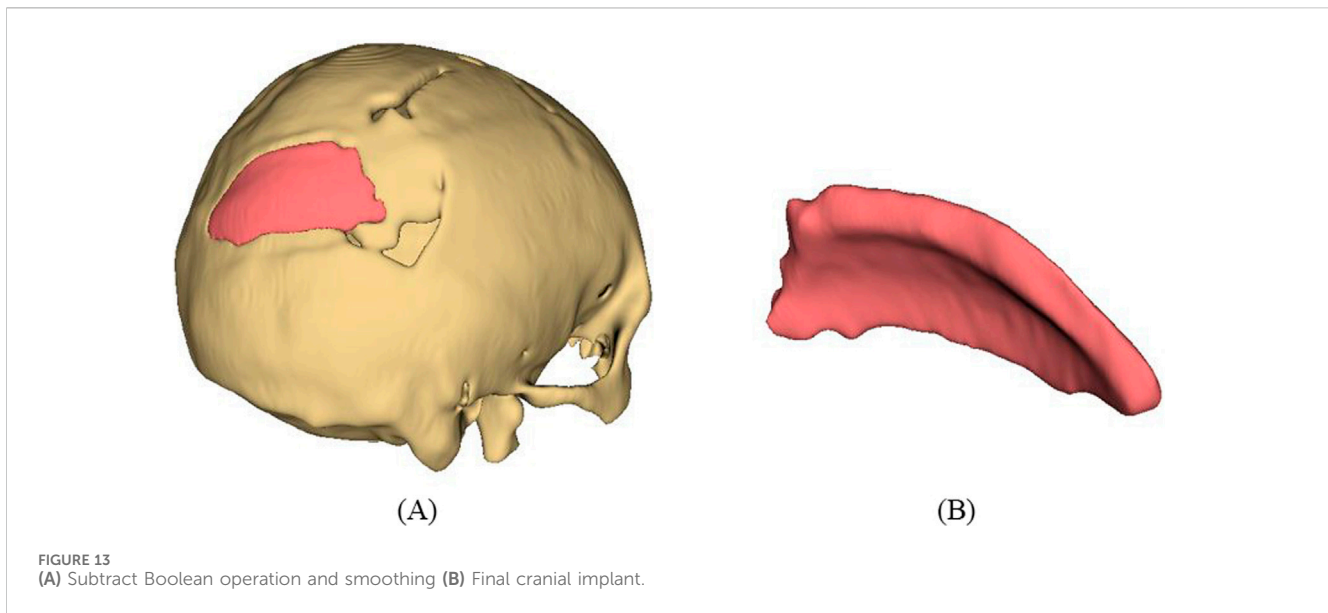 (A)
(B)
FIGURE 13
(A) Subtract Boolean operation and smoothing (B) Final cranial implant.